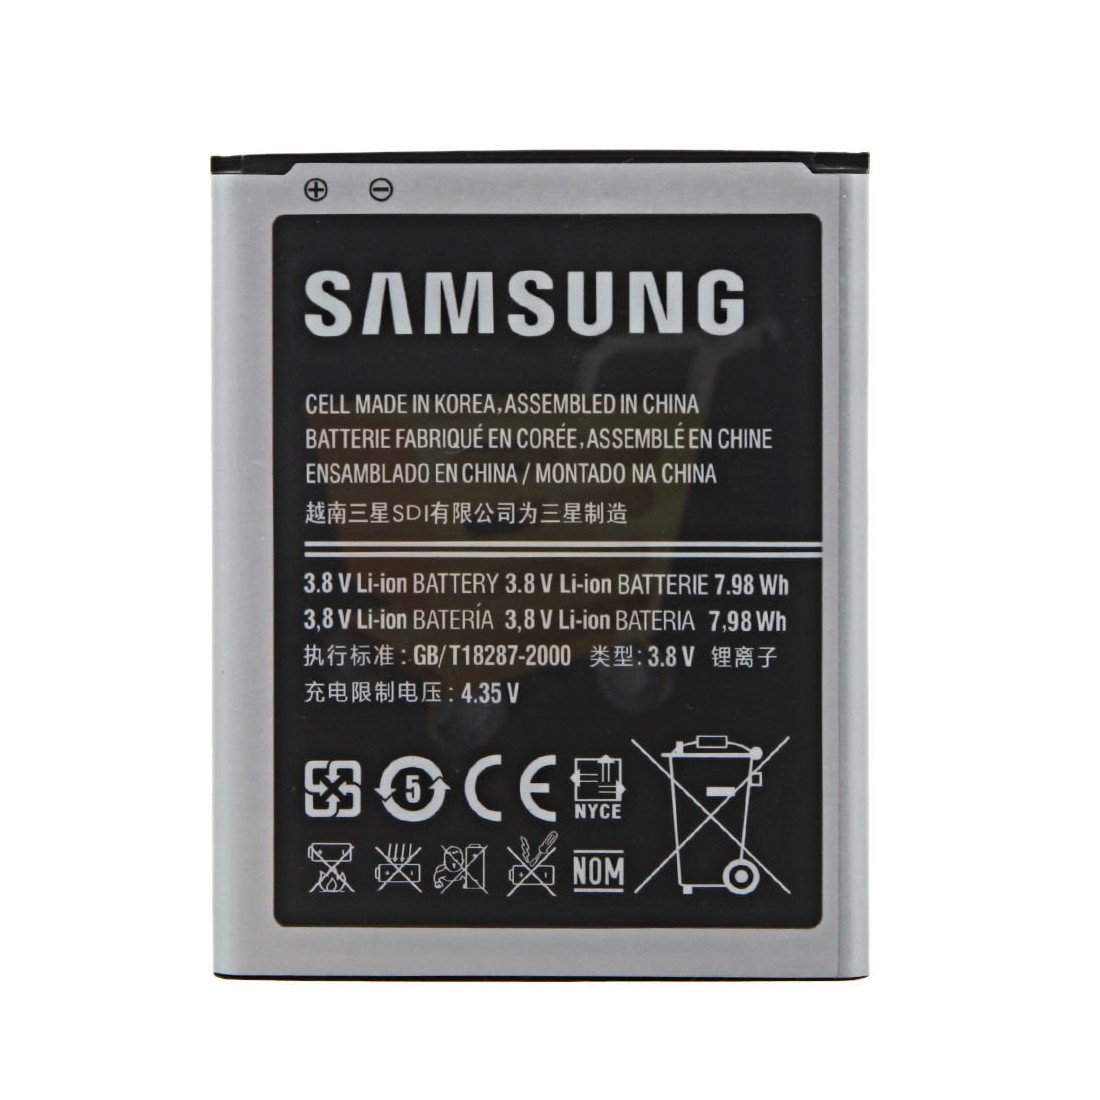 SAMSUNG
CELL MADE IN KOREA, ASSEMBLED IN CHINA
BATTERIE FABRIQUÉ EN CORÉE, ASSEMBLÉ EN CHINE
ENSAMBLADO EN CHINA / MONTADO NA CHINA
越南三星SDI有限公司为三星制造
3.8 V Li-ion BATTERY 3.8 V Li-ion BATTERIE 7.98 Wh
3,8 V Li-ion BATERÍA 3,8 V Li-ion BATERIA 7,98 Wh
执行标准: GB/T18287-2000 类型: 3.8 V 锂离子
充电限制电压: 4.35 V
5 CE NYCE
NOM